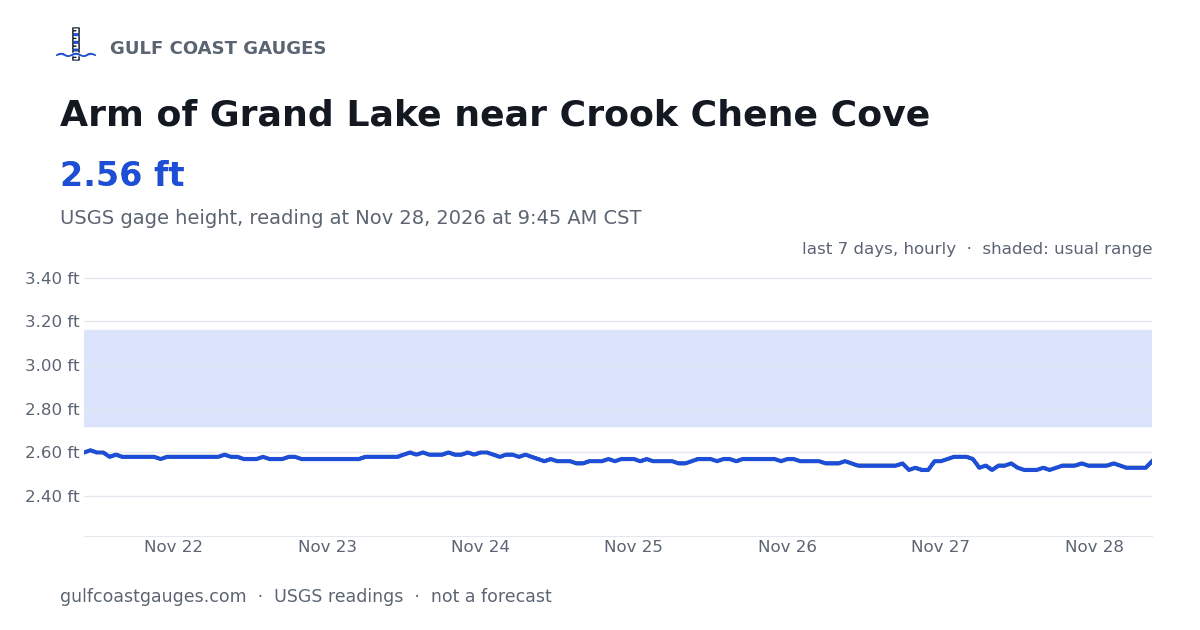 GULF COAST GAUGES
Arm of Grand Lake near Crook Chene Cove
2.56 ft
USGS gage height, reading at Nov 28, 2026 at 9:45 AM CST
last 7 days, hourly · shaded: usual range
3.40 ft
3.20 ft
3.00 ft
2.80 ft
2.60 ft
2.40 ft
Nov 22 Nov 23 Nov 24 Nov 25 Nov 26 Nov 27 Nov 28
gulfcoastgauges.com · USGS readings · not a forecast